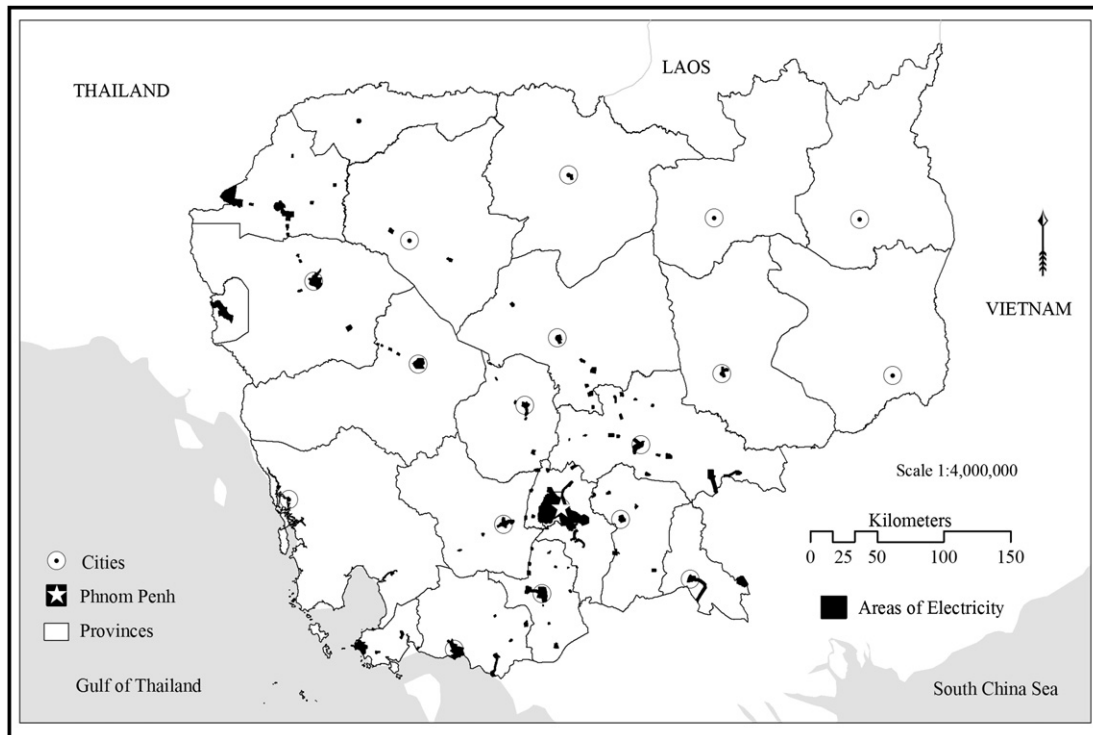 THAILAND
LAOS
VIETNAM
Scale 1:4,000,000
Kilometers
0 25 50 100 150
Cities
Phnom Penh
Provinces
Areas of Electricity
Gulf of Thailand
South China Sea